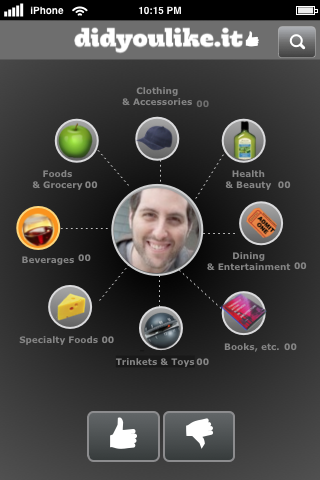 iPhone 10:15 PM
didyoulike.it
Clothing
& Accessories 00
Foods
& Grocery 00
Health
& Beauty 00
ADMIT
ONE
Beverages 00
Dining
& Entertainment 00
Specialty Foods 00
Trinkets & Toys 00
Books, etc. 00